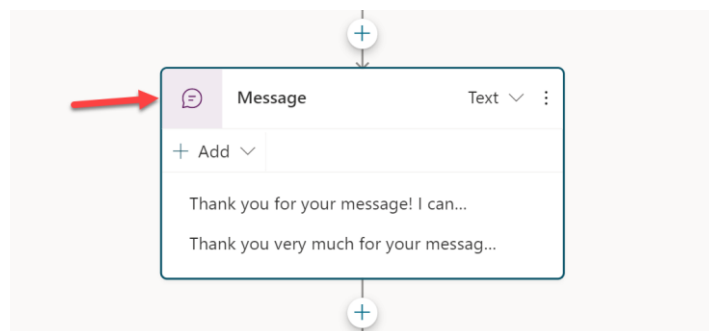 Message Text
Add
Thank you for your message! I can...
Thank you very much for your messag...